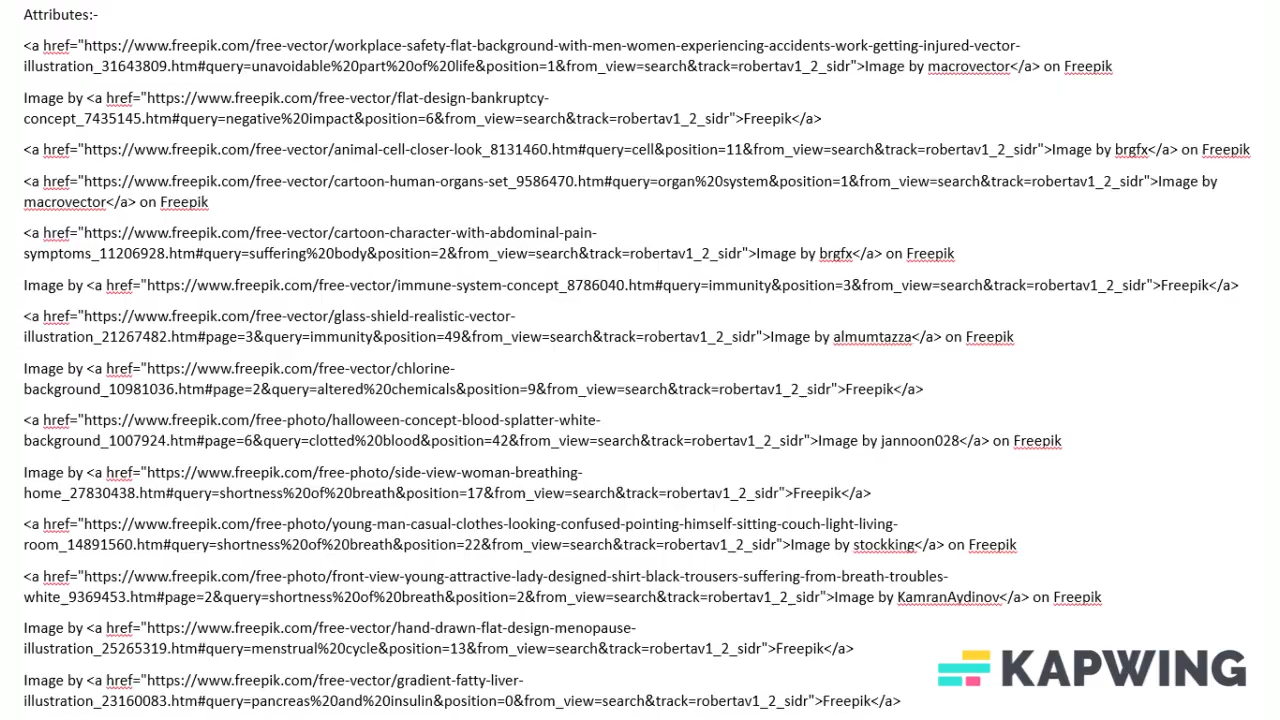 Attributes:-
<a href="https://www.freepik.com/free-vector/workplace-safety-flat-background-with-men-women-experiencing-accidents-work-getting-injured-vector-
illustration_31643809.htm#query=unavoidable%20part%20of%20life&position=1&from_view=search&track=robertav1_2_sidr">Image by macrovector</a> on Freepik
Image by <a href="https://www.freepik.com/free-vector/flat-design-bankruptcy-
concept_7435145.htm#query=negative%20impact&position=6&from_view=search&track=robertav1_2_sidr">Freepik</a>
<a href="https://www.freepik.com/free-vector/animal-cell-closer-look_8131460.htm#query=cell&position=11&from_view=search&track=robertav1_2_sidr">Image by brgfx</a> on Freepik
<a href="https://www.freepik.com/free-vector/cartoon-human-organs-set_9586470.htm#query=organ%20system&position=1&from_view=search&track=robertav1_2_sidr">Image by
macrovector</a> on Freepik
<a href="https://www.freepik.com/free-vector/cartoon-character-with-abdominal-pain-
symptoms_11206928.htm#query=suffering%20body&position=2&from_view=search&track=robertav1_2_sidr">Image by brgfx</a> on Freepik
Image by <a href="https://www.freepik.com/free-vector/immune-system-concept_8786040.htm#query=immunity&position=3&from_view=search&track=robertav1_2_sidr">Freepik</a>
<a href="https://www.freepik.com/free-vector/glass-shield-realistic-vector-
illustration_21267482.htm#page=3&query=immunity&position=49&from_view=search&track=robertav1_2_sidr">Image by almumtazza</a> on Freepik
Image by <a href="https://www.freepik.com/free-vector/chlorine-
background_10981036.htm#page=2&query=altered%20chemicals&position=9&from_view=search&track=robertav1_2_sidr">Freepik</a>
<a href="https://www.freepik.com/free-photo/halloween-concept-blood-splatter-white-
background_1007924.htm#page=6&query=clotted%20blood&position=42&from_view=search&track=robertav1_2_sidr">Image by jannoon028</a> on Freepik
Image by <a href="https://www.freepik.com/free-photo/side-view-woman-breathing-
home_27830438.htm#query=shortness%20of%20breath&position=17&from_view=search&track=robertav1_2_sidr">Freepik</a>
<a href="https://www.freepik.com/free-photo/young-man-casual-clothes-looking-confused-pointing-himself-sitting-couch-light-living-
room_14891560.htm#query=shortness%20of%20breath&position=22&from_view=search&track=robertav1_2_sidr">Image by stockking</a> on Freepik
<a href="https://www.freepik.com/free-photo/front-view-young-attractive-lady-designed-shirt-black-trousers-suffering-from-breath-troubles-
white_9369453.htm#page=2&query=shortness%20of%20breath&position=2&from_view=search&track=robertav1_2_sidr">Image by KamranAydinov</a> on Freepik
Image by <a href="https://www.freepik.com/free-vector/hand-drawn-flat-design-menopause-
illustration_25265319.htm#query=menstrual%20cycle&position=13&from_view=search&track=robertav1_2_sidr">Freepik</a>
Image by <a href="https://www.freepik.com/free-vector/gradient-fatty-liver-
illustration_23160083.htm#query=pancreas%20and%20insulin&position=0&from_view=search&track=robertav1_2_sidr">Freepik</a>
KAPWING